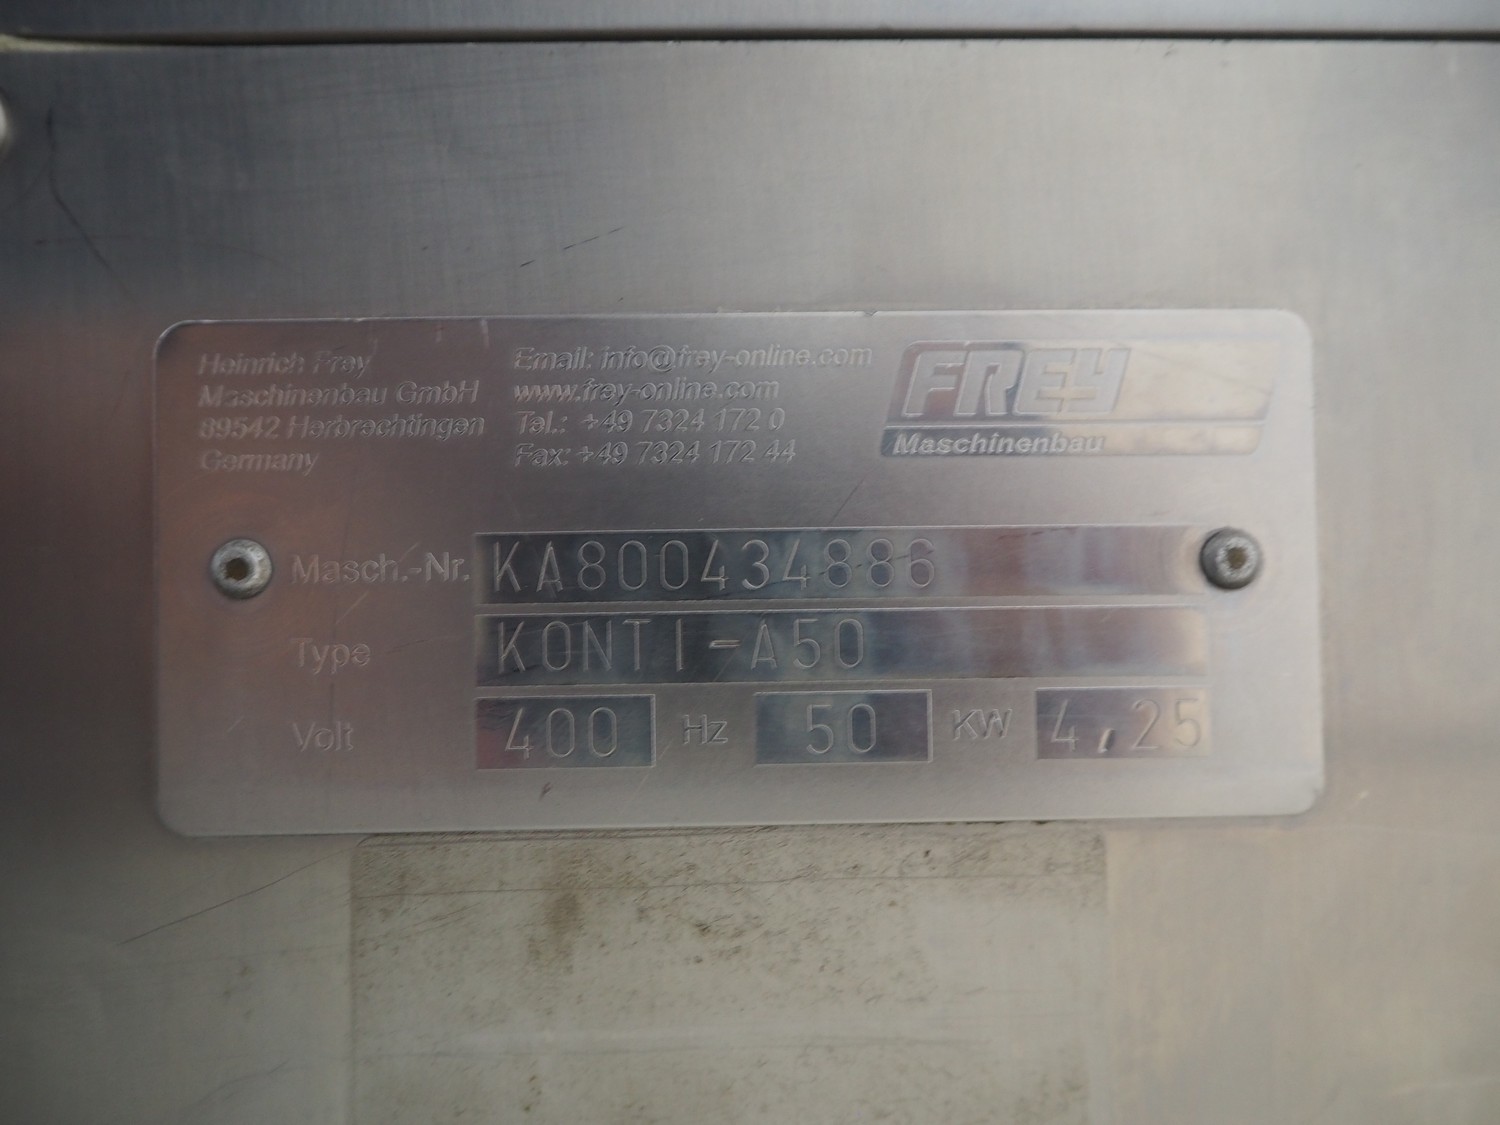 Heinrich Frey
Maschinenbau GmbH
89542 Herbrechtingen
Germany
Email: info@frey-online.com
www.frey-online.com
Tel.: +49 7324 172 0
Fax: +49 7324 172 44
FREY
Maschinenbau
Masch.-Nr. KA800434886
Type KONTI-A50
Volt 400 Hz 50 KW 4,25